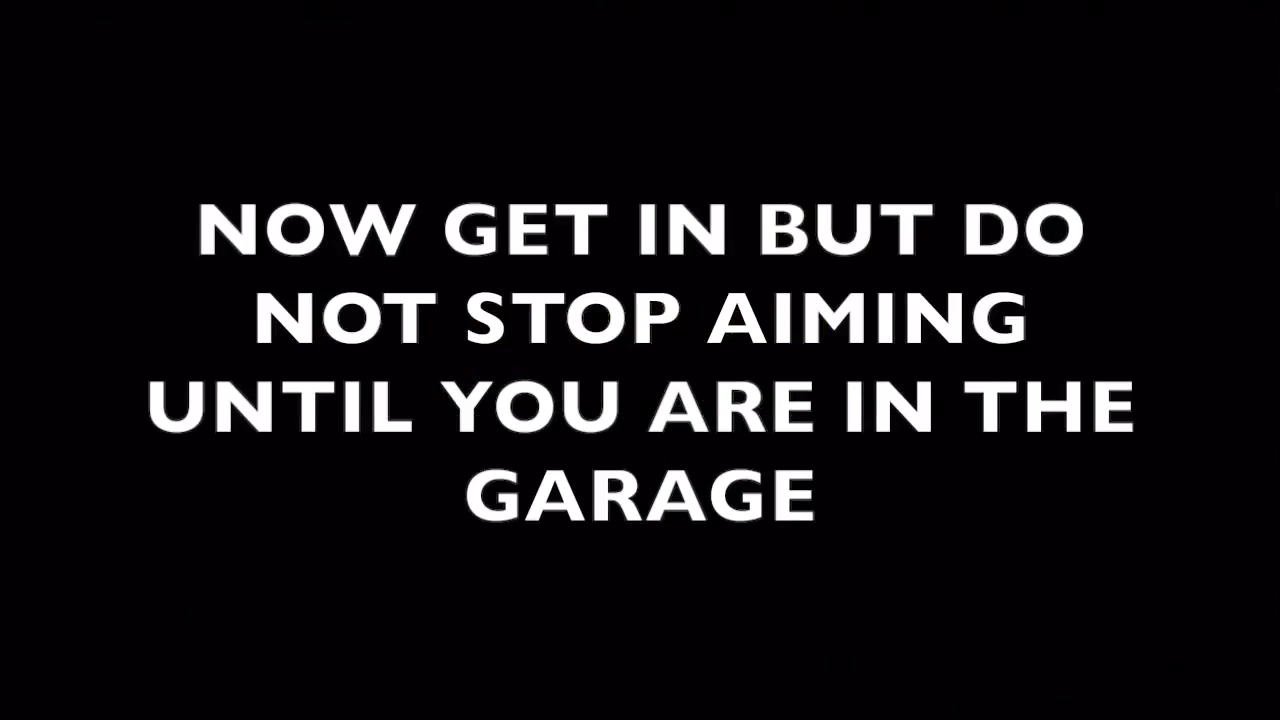 NOW GET IN BUT DO
NOT STOP AIMING
UNTIL YOU ARE IN THE
GARAGE